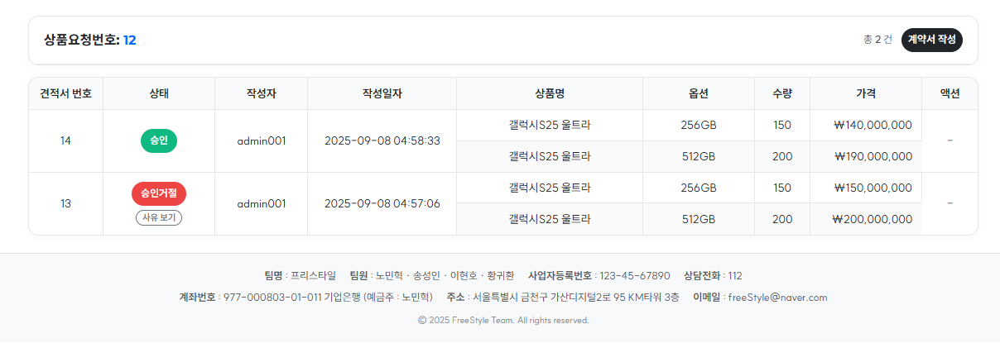 상품요청번호: 12
총 2 건 계약서 작성
견적서 번호 상태 작성자 작성일자 상품명 옵션 수량 가격 액션
14 승인 admin001 2025-09-08 04:58:33 갤럭시S25 울트라 256GB 150 ₩140,000,000 -
갤럭시S25 울트라 512GB 200 ₩190,000,000
13 승인거절 사유 보기 admin001 2025-09-08 04:57:06 갤럭시S25 울트라 256GB 150 ₩150,000,000 -
갤럭시S25 울트라 512GB 200 ₩200,000,000
팀명 : 프리스타일 팀원 : 노민혁 · 송성인 · 이현호 · 황귀환 사업자등록번호 : 123-45-67890 상담전화 : 112
계좌번호 : 977-000803-01-011 기업은행 (예금주 : 노민혁) 주소 : 서울특별시 금천구 가산디지털2로 95 KM타워 3층 이메일 : freeStyle@naver.com
© 2025 FreeStyle Team. All rights reserved.